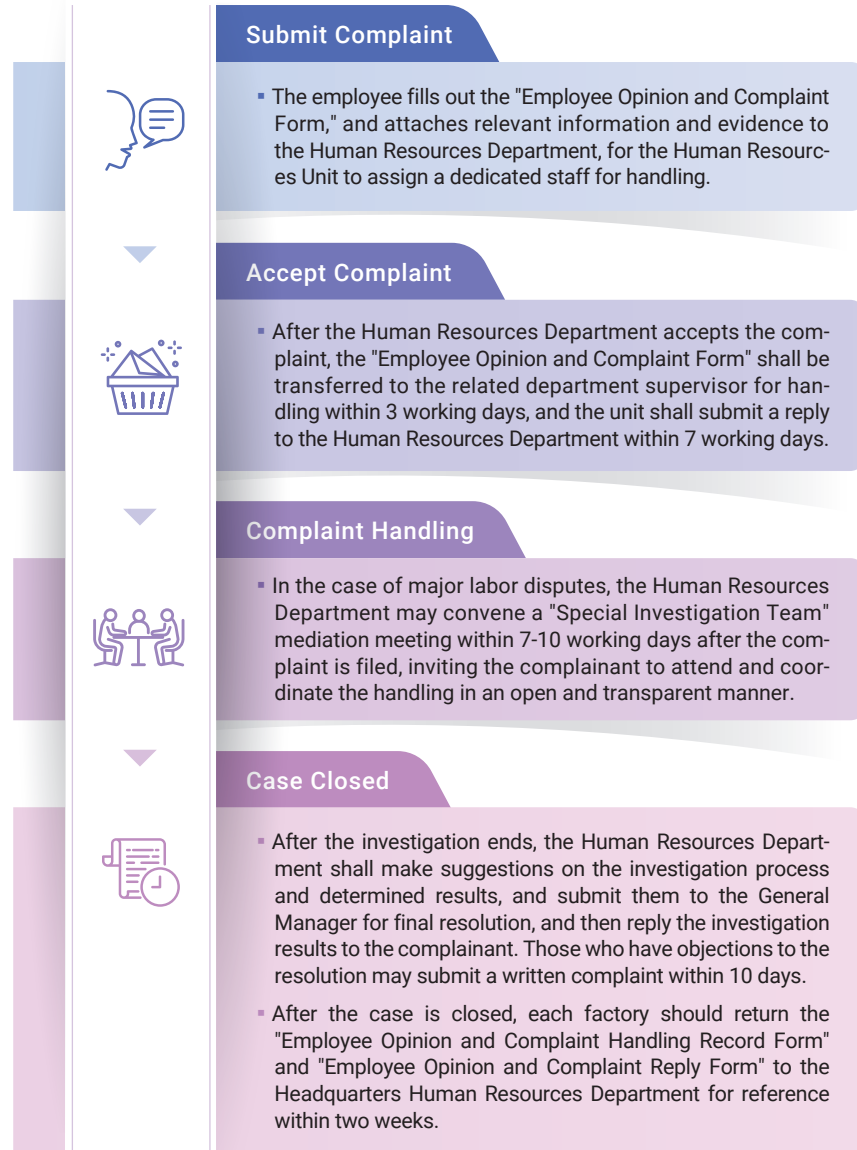 Submit Complaint
▪ The employee fills out the "Employee Opinion and Complaint
Form," and attaches relevant information and evidence to
the Human Resources Department, for the Human Resourc-
es Unit to assign a dedicated staff for handling.
Accept Complaint
▪ After the Human Resources Department accepts the com-
plaint, the "Employee Opinion and Complaint Form" shall be
transferred to the related department supervisor for han-
dling within 3 working days, and the unit shall submit a reply
to the Human Resources Department within 7 working days.
Complaint Handling
▪ In the case of major labor disputes, the Human Resources
Department may convene a "Special Investigation Team"
mediation meeting within 7-10 working days after the com-
plaint is filed, inviting the complainant to attend and coor-
dinate the handling in an open and transparent manner.
Case Closed
▪ After the investigation ends, the Human Resources Depart-
ment shall make suggestions on the investigation process
and determined results, and submit them to the General
Manager for final resolution, and then reply the investigation
results to the complainant. Those who have objections to the
resolution may submit a written complaint within 10 days.
▪ After the case is closed, each factory should return the
"Employee Opinion and Complaint Handling Record Form"
and "Employee Opinion and Complaint Reply Form" to the
Headquarters Human Resources Department for reference
within two weeks.